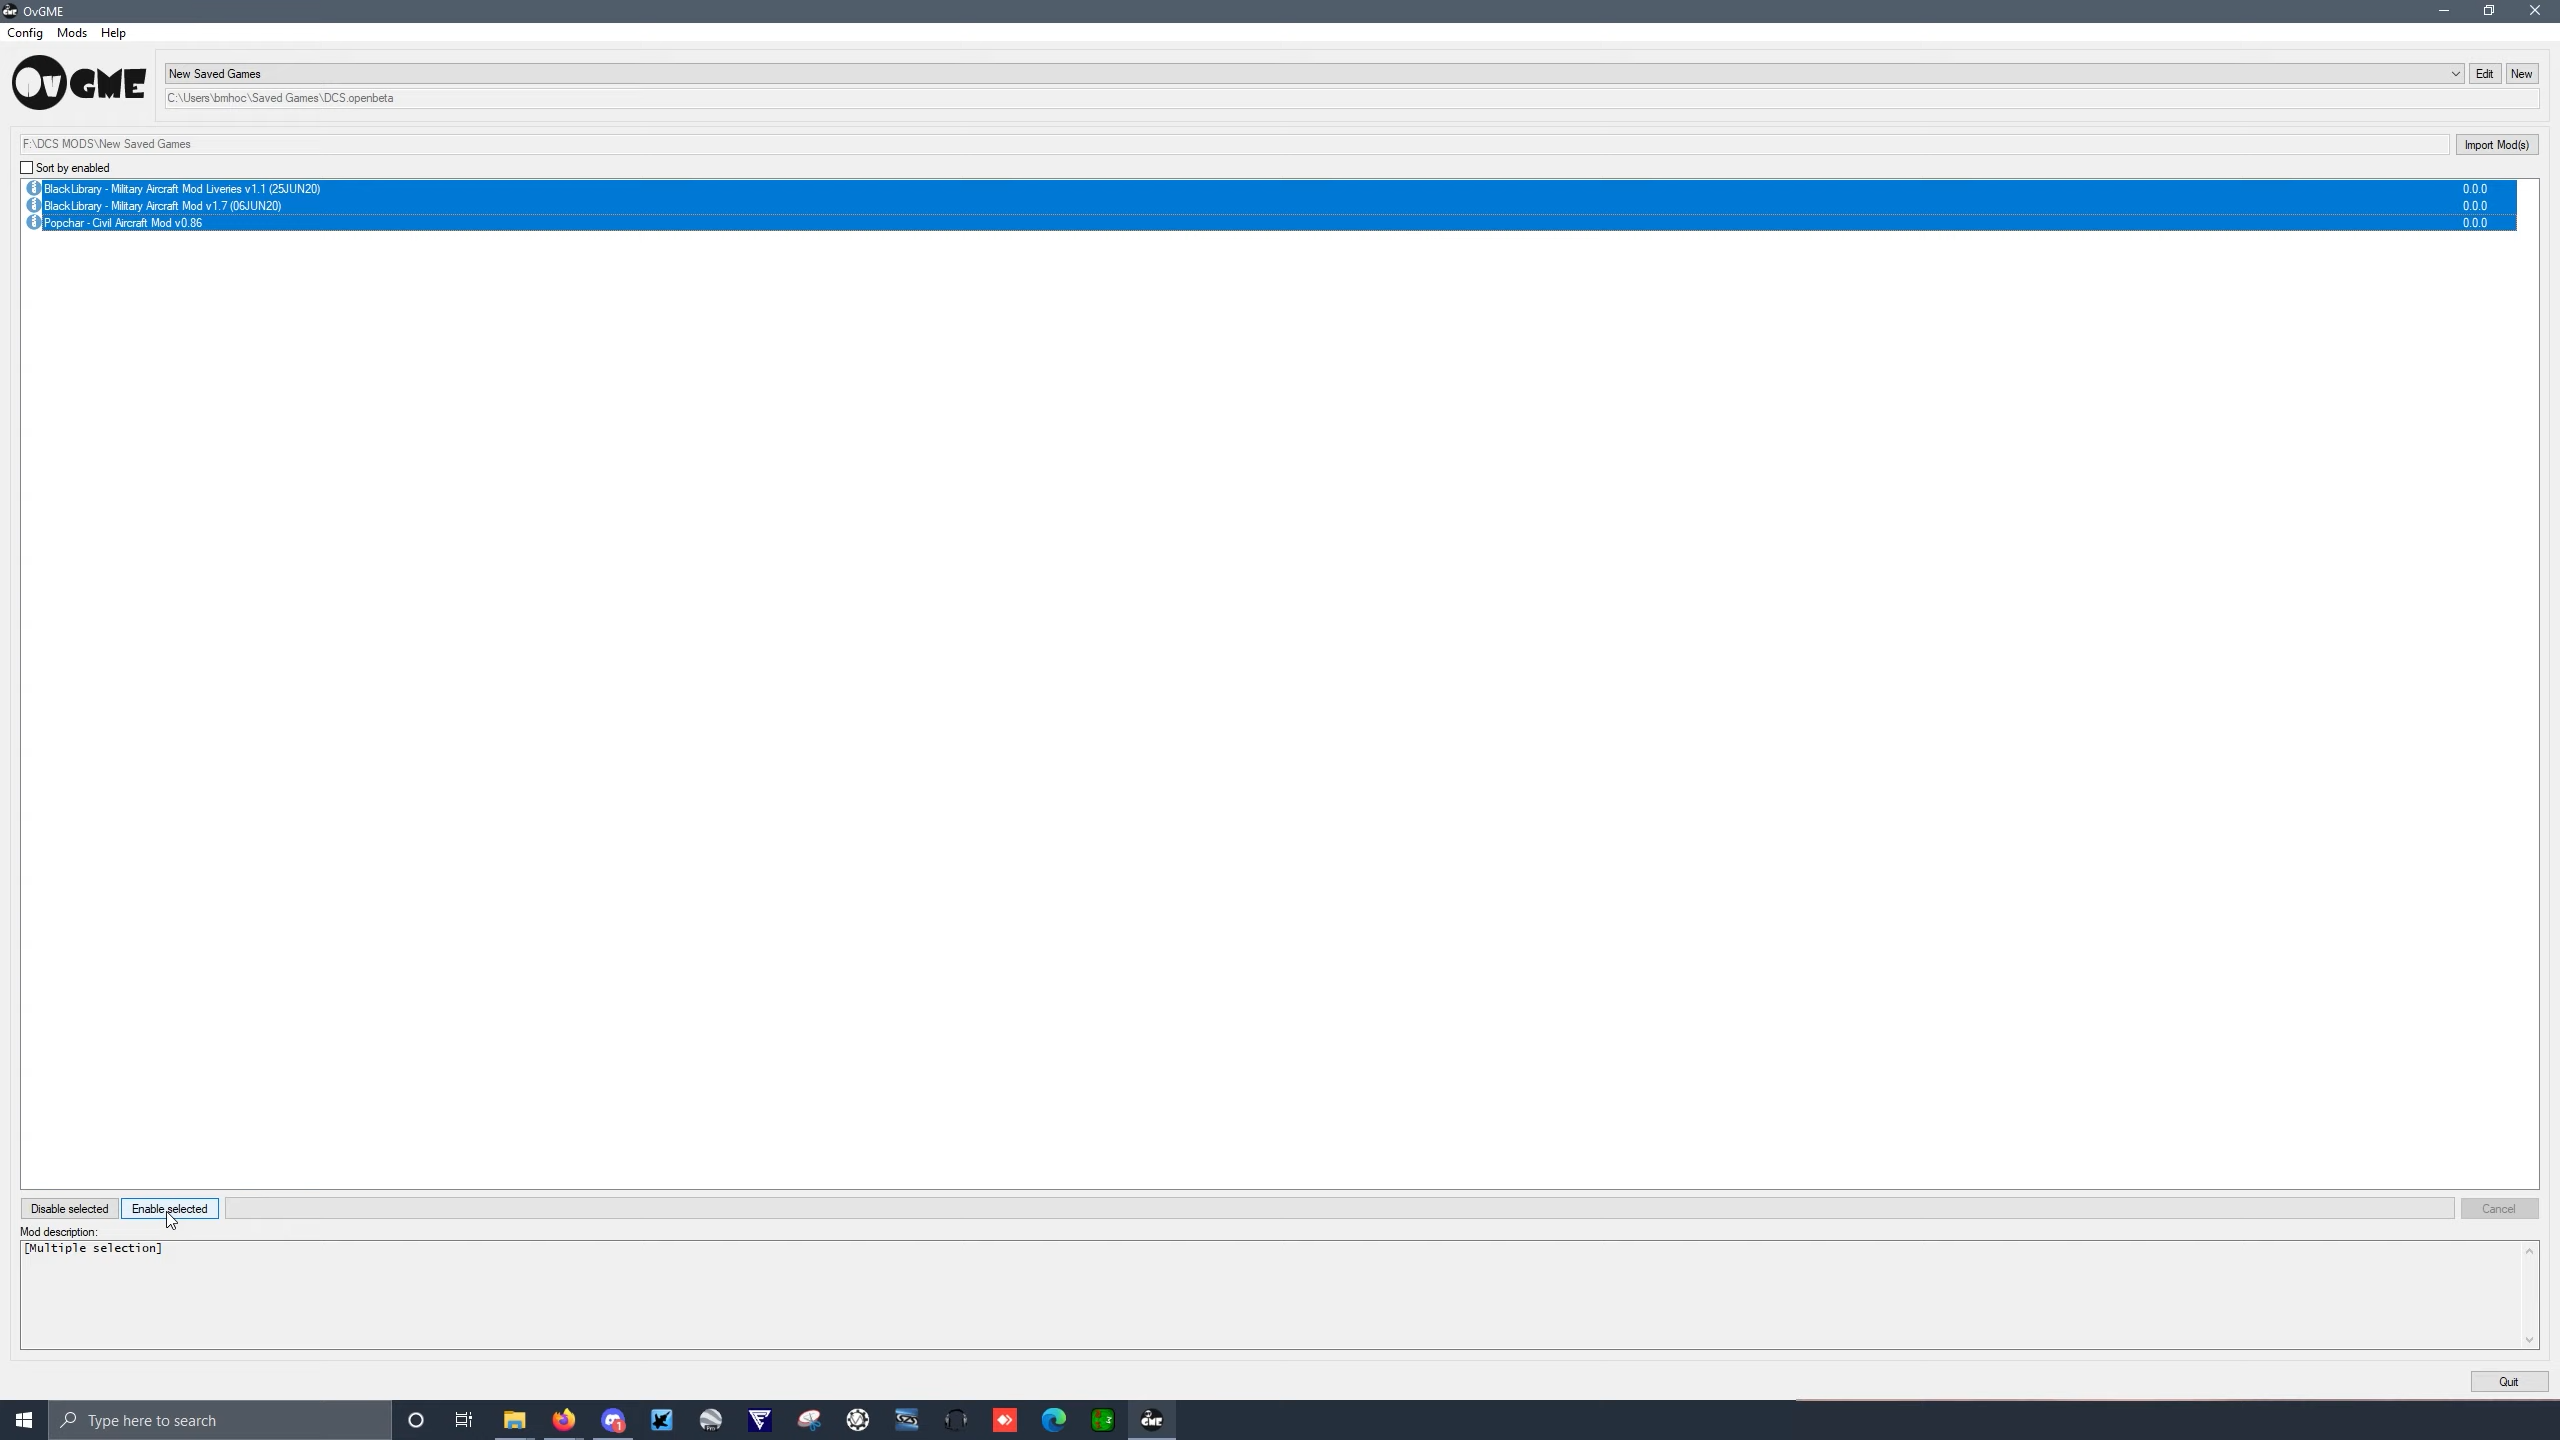 OvGME
Config Mods Help
OvGME
New Saved Games
Edit
New
C:\Users\bmhoc\Saved Games\DCS.openbeta
F:\DCS MODS\New Saved Games
Import Mod(s)
Sort by enabled
BlackLibrary - Military Aircraft Mod Liveries v1.1 (25JUN20) 0.0.0
BlackLibrary - Military Aircraft Mod v1.7 (06JUN20) 0.0.0
Popchar - Civil Aircraft Mod v0.86 0.0.0
Disable selected
Enable selected
Cancel
Mod description:
[Multiple selection]
Quit
Type here to search